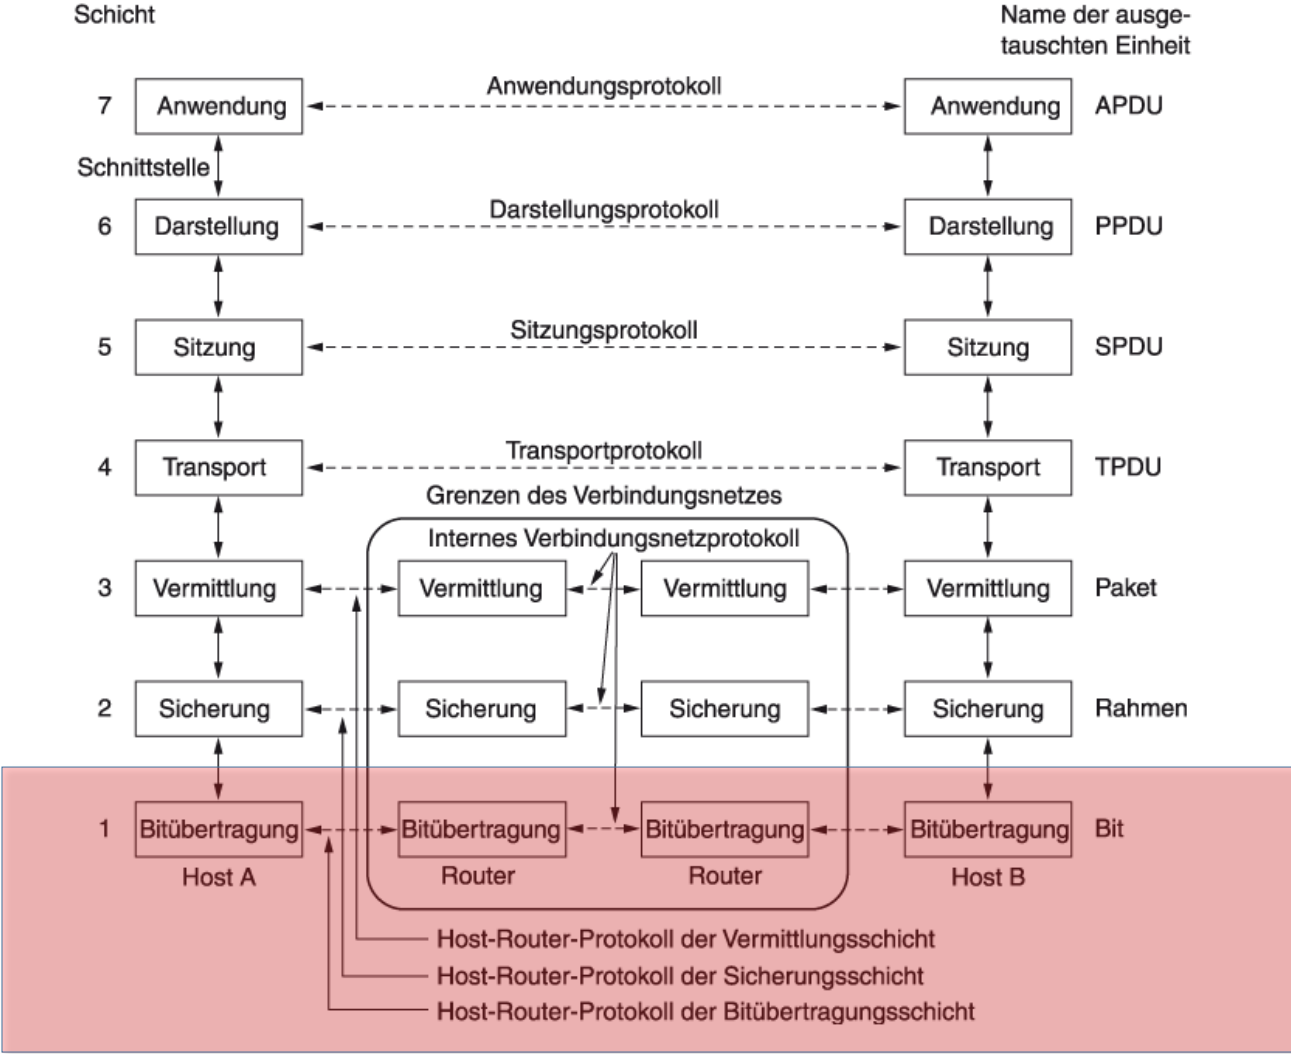 Schicht
Name der ausge-
tauschten Einheit
7 Anwendung Anwendungsprotokoll Anwendung APDU
Schnittstelle
6 Darstellung Darstellungsprotokoll Darstellung PPDU
5 Sitzung Sitzungsprotokoll Sitzung SPDU
4 Transport Transportprotokoll Transport TPDU
Grenzen des Verbindungsnetzes
Internes Verbindungsnetzprotokoll
3 Vermittlung Vermittlung Vermittlung Vermittlung Paket
2 Sicherung Sicherung Sicherung Sicherung Rahmen
1 Bitübertragung Bitübertragung Bitübertragung Bitübertragung Bit
Host A Router Router Host B
Host-Router-Protokoll der Vermittlungsschicht
Host-Router-Protokoll der Sicherungsschicht
Host-Router-Protokoll der Bitübertragungsschicht